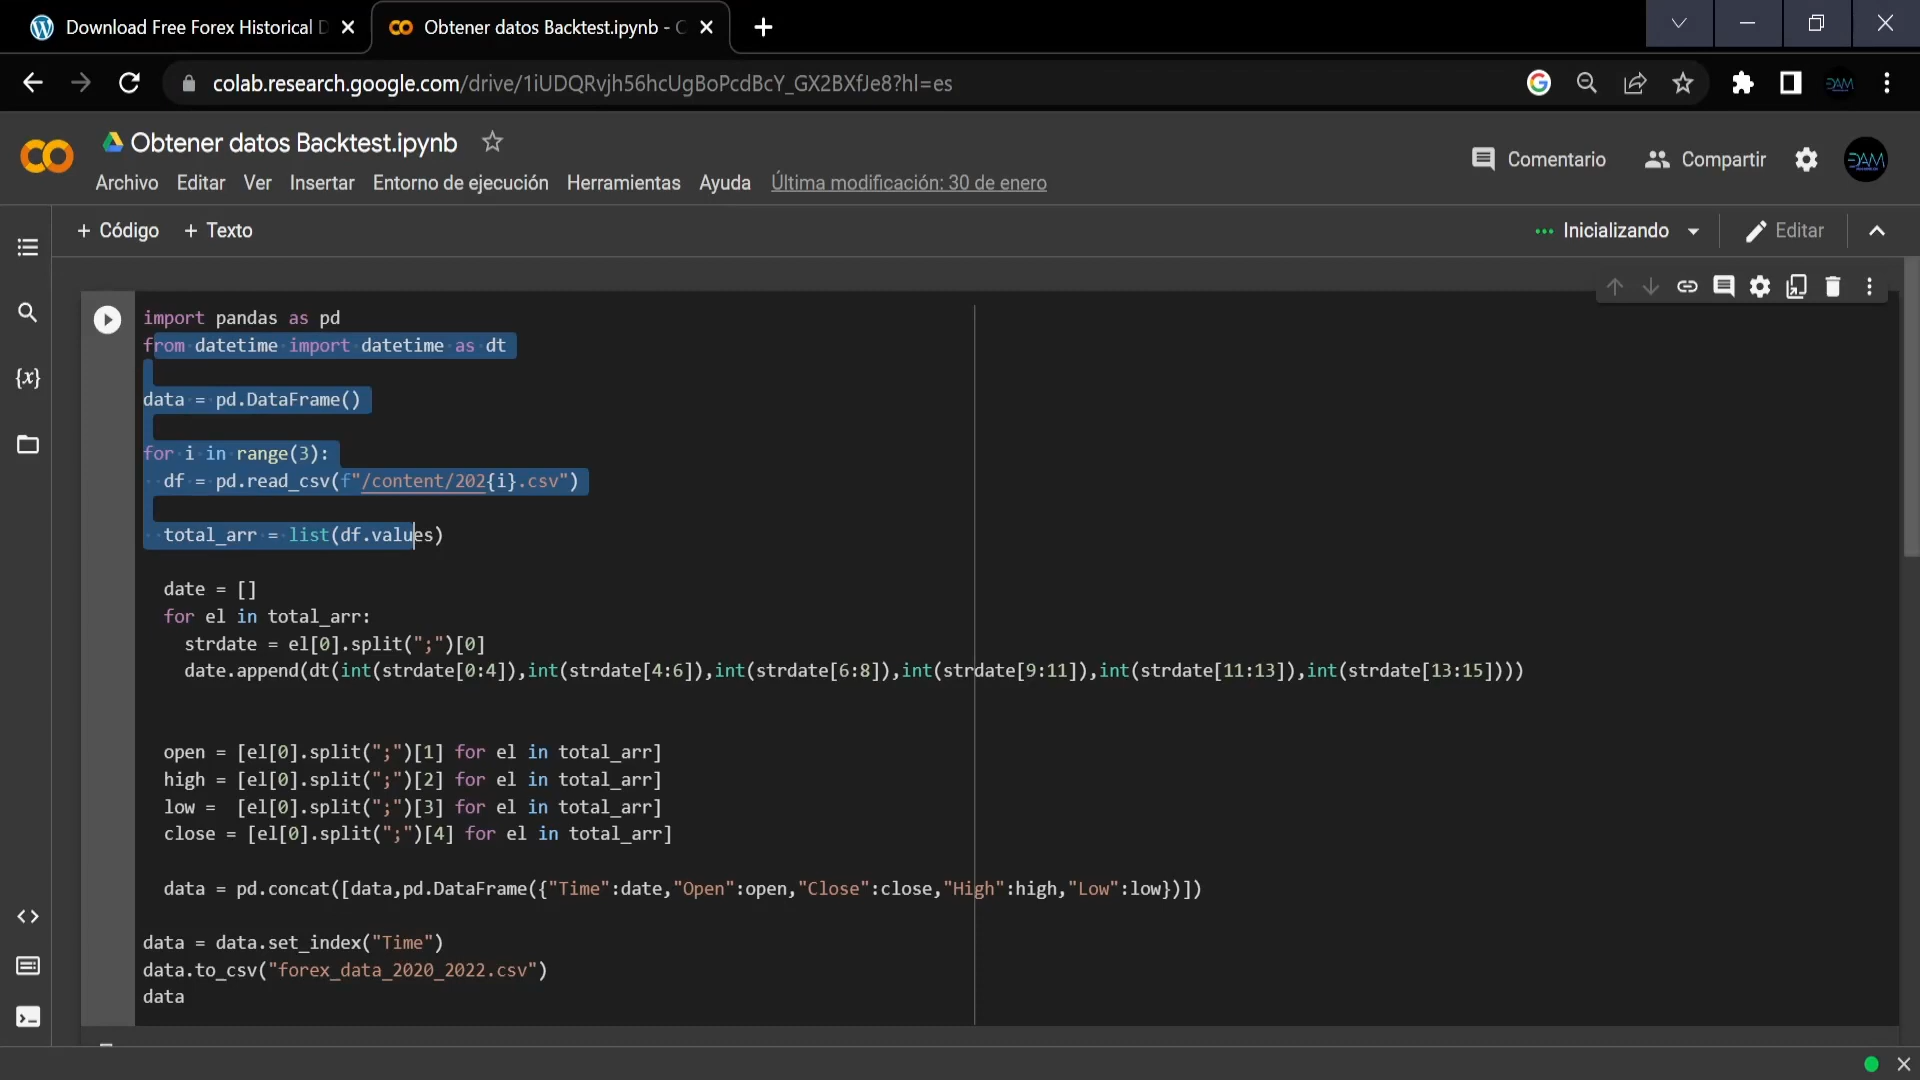 Download Free Forex Historical D
Obtener datos Backtest.ipynb - C
colab.research.google.com/drive/1iUDQRvjh56hcUgBoPcdBcY_GX2BXfJe8?hl=es
DAM
Obtener datos Backtest.ipynb
Comentario
Compartir
DAM
Archivo Editar Ver Insertar Entorno de ejecución Herramientas Ayuda Última modificación: 30 de enero
+ Código + Texto
Inicializando
Editar
import pandas as pd
from datetime import datetime as dt
data = pd.DataFrame()
for i in range(3):
df = pd.read_csv(f"/content/202{i}.csv")
total_arr = list(df.values)
date = []
for el in total_arr:
strdate = el[0].split(";")[0]
date.append(dt(int(strdate[0:4]),int(strdate[4:6]),int(strdate[6:8]),int(strdate[9:11]),int(strdate[11:13]),int(strdate[13:15])))
open = [el[0].split(";")[1] for el in total_arr]
high = [el[0].split(";")[2] for el in total_arr]
low =  [el[0].split(";")[3] for el in total_arr]
close = [el[0].split(";")[4] for el in total_arr]
data = pd.concat([data,pd.DataFrame({"Time":date,"Open":open,"Close":close,"High":high,"Low":low})])
data = data.set_index("Time")
data.to_csv("forex_data_2020_2022.csv")
data